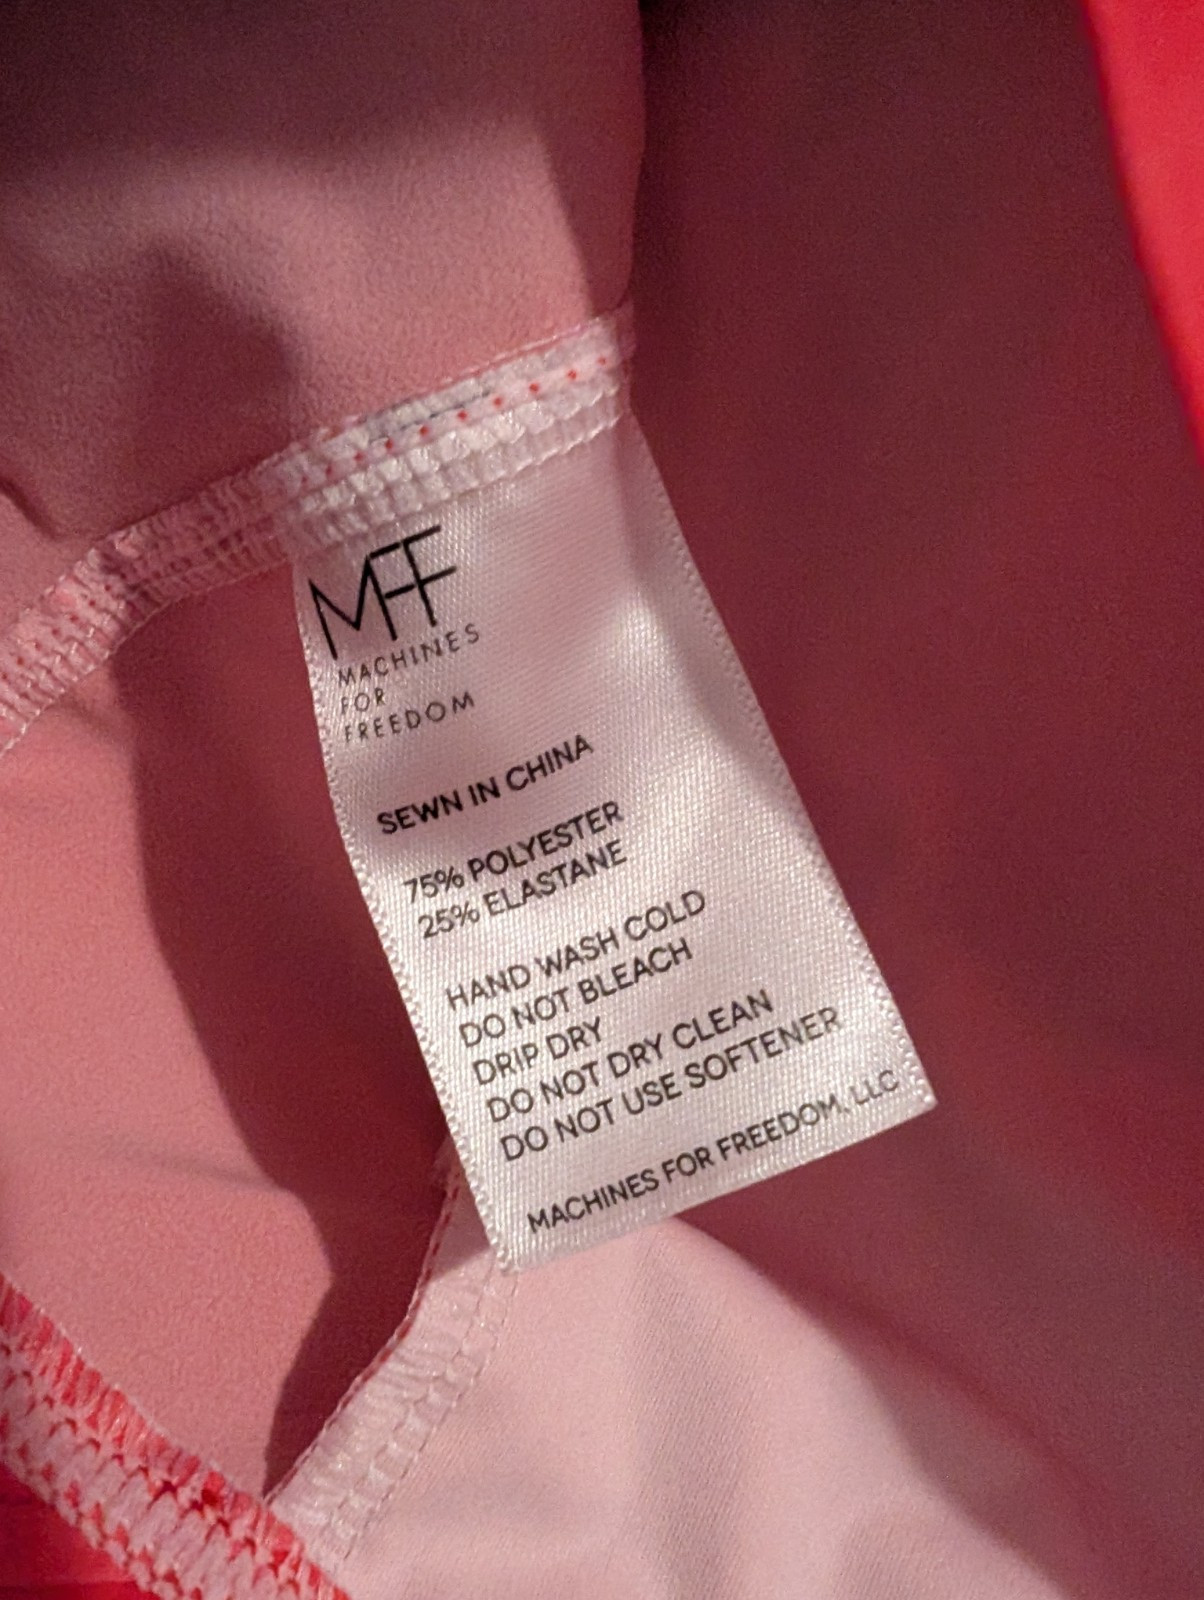 MFF
MACHINES
FOR
FREEDOM
SEWN IN CHINA
75% POLYESTER
25% ELASTANE
HAND WASH COLD
DO NOT BLEACH
DRIP DRY
DO NOT DRY CLEAN
DO NOT USE SOFTENER
MACHINES FOR FREEDOM, LLC